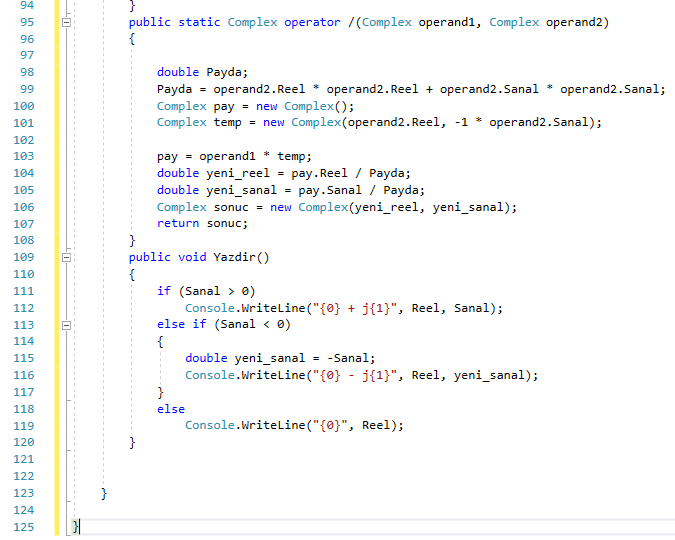 94 }
95 public static Complex operator /(Complex operand1, Complex operand2)
96 {
97
98 double Payda;
99 Payda = operand2.Reel * operand2.Reel + operand2.Sanal * operand2.Sanal;
100 Complex pay = new Complex();
101 Complex temp = new Complex(operand2.Reel, -1 * operand2.Sanal);
102
103 pay = operand1 * temp;
104 double yeni_reel = pay.Reel / Payda;
105 double yeni_sanal = pay.Sanal / Payda;
106 Complex sonuc = new Complex(yeni_reel, yeni_sanal);
107 return sonuc;
108 }
109 public void Yazdir()
110 {
111 if (Sanal > 0)
112 Console.WriteLine("{0} + j{1}", Reel, Sanal);
113 else if (Sanal < 0)
114 {
115 double yeni_sanal = -Sanal;
116 Console.WriteLine("{0} - j{1}", Reel, yeni_sanal);
117 }
118 else
119 Console.WriteLine("{0}", Reel);
120 }
121
122
123 }
124
125 }